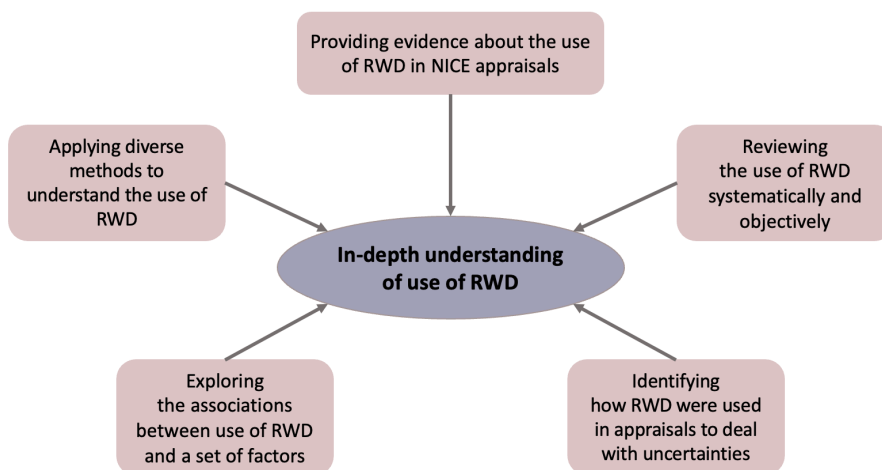 Providing evidence about the use
of RWD in NICE appraisals
Applying diverse
methods to
understand the use of
RWD
Reviewing
the use of RWD
systematically and
objectively
In-depth understanding
of use of RWD
Exploring
the associations
between use of RWD
and a set of factors
Identifying
how RWD were used
in appraisals to deal
with uncertainties